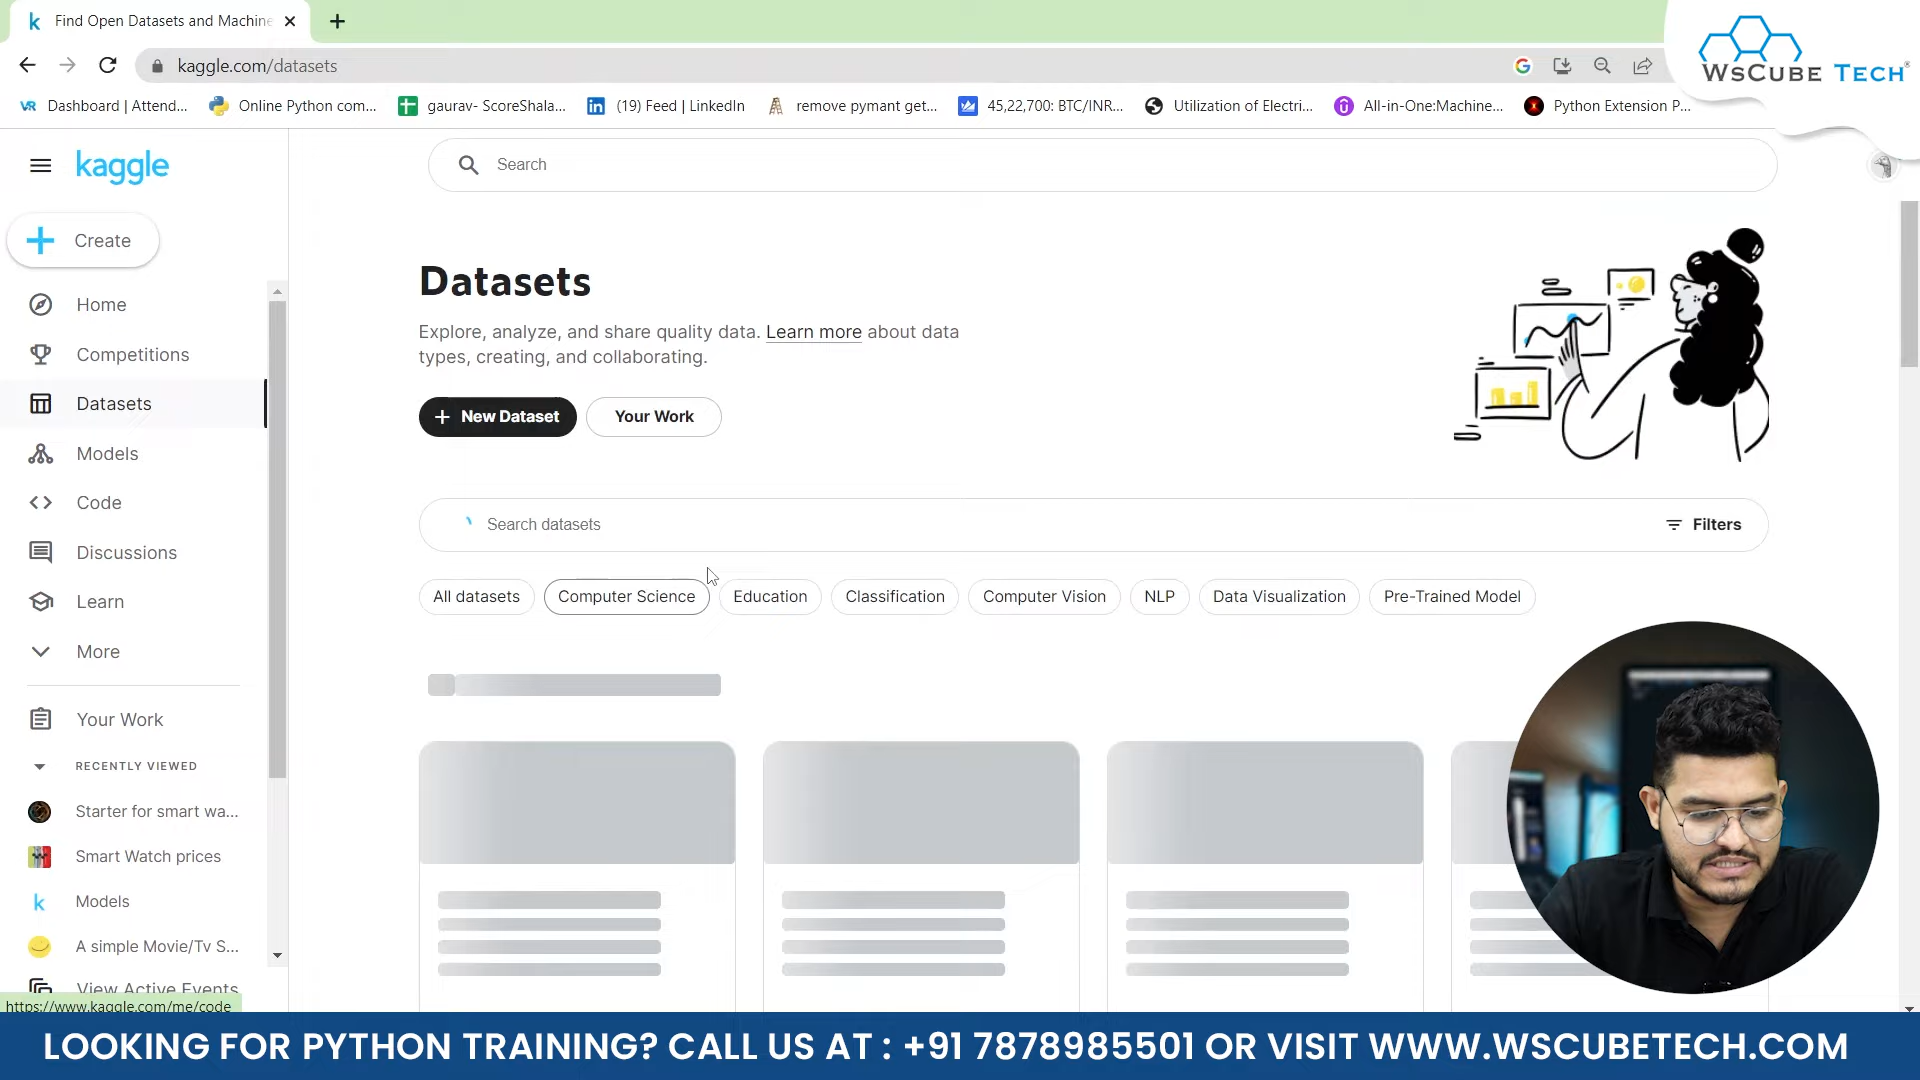 Find Open Datasets and Machine
kaggle.com/datasets
WsCube Tech
Dashboard | Attend...
Online Python com...
gaurav- ScoreShala...
(19) Feed | LinkedIn
remove pymant get...
45,22,700: BTC/INR...
Utilization of Electri...
All-in-One:Machine...
Python Extension P...
kaggle
Search
Create
Home
Competitions
Datasets
Models
Code
Discussions
Learn
More
Your Work
RECENTLY VIEWED
Starter for smart wa...
Smart Watch prices
Models
A simple Movie/Tv S...
View Active Events
https://www.kaggle.com/me/code
Datasets
Explore, analyze, and share quality data. Learn more about data
types, creating, and collaborating.
New Dataset
Your Work
Search datasets
Filters
All datasets
Computer Science
Education
Classification
Computer Vision
NLP
Data Visualization
Pre-Trained Model
LOOKING FOR PYTHON TRAINING? CALL US AT : +91 7878985501 OR VISIT WWW.WSCUBETECH.COM